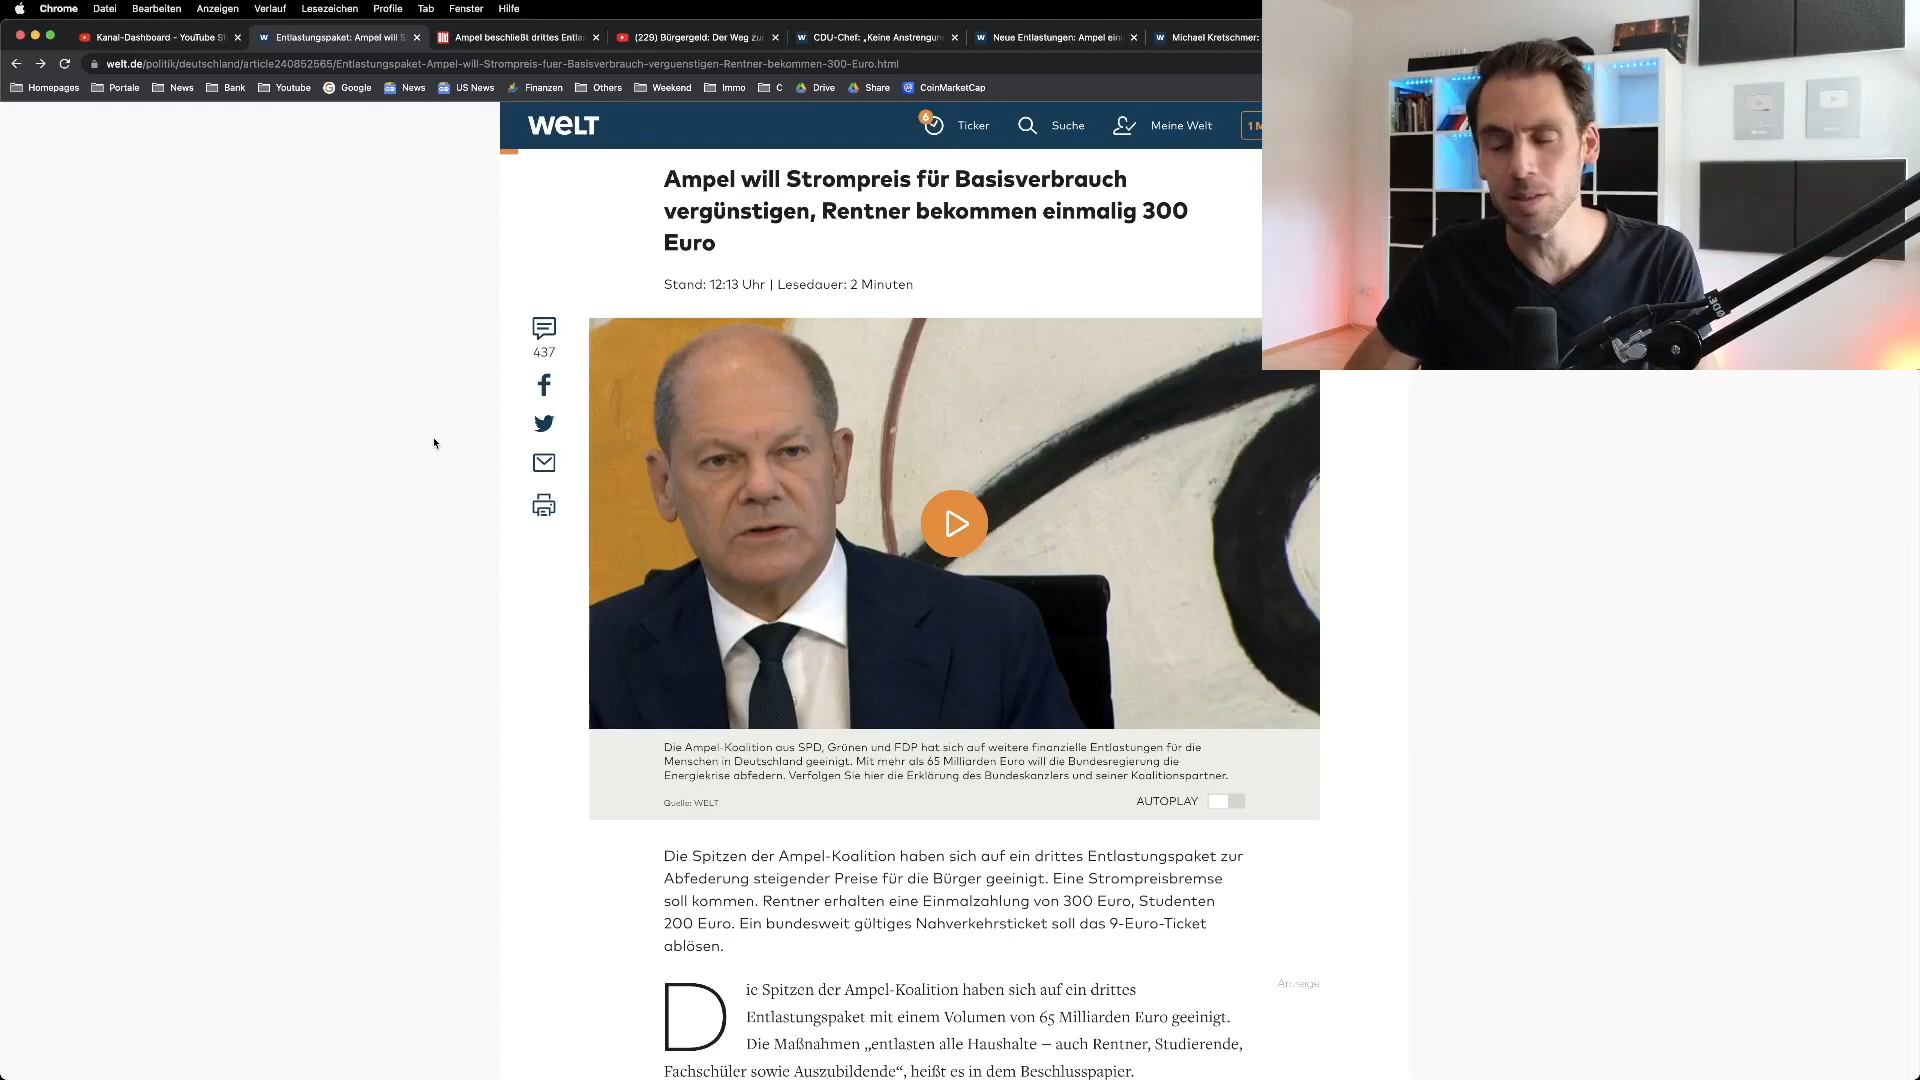 Chrome Datei Bearbeiten Anzeigen Verlauf Lesezeichen Profile Tab Fenster Hilfe
Kanal-Dashboard - YouTube S
Entlastungspaket: Ampel will S
Ampel beschließt drittes Entla
(229) Bürgergeld: Der Weg zu
CDU-Chef: „Keine Anstrengun
Neue Entlastungen: Ampel ein
Michael Kretschmer:
welt.de/politik/deutschland/article240852565/Entlastungspaket-Ampel-will-Strompreis-fuer-Basisverbrauch-verguenstigen-Rentner-bekommen-300-Euro.html
Homepages Portale News Bank Youtube Google News US News Finanzen Others Weekend Immo C Drive Share CoinMarketCap
WELT
6 Ticker Suche Meine Welt 1 M
Ampel will Strompreis für Basisverbrauch
vergünstigen, Rentner bekommen einmalig 300
Euro
Stand: 12:13 Uhr | Lesedauer: 2 Minuten
437
Die Ampel-Koalition aus SPD, Grünen und FDP hat sich auf weitere finanzielle Entlastungen für die
Menschen in Deutschland geeinigt. Mit mehr als 65 Milliarden Euro will die Bundesregierung die
Energiekrise abfedern. Verfolgen Sie hier die Erklärung des Bundeskanzlers und seiner Koalitionspartner.
Quelle: WELT
AUTOPLAY
Die Spitzen der Ampel-Koalition haben sich auf ein drittes Entlastungspaket zur
Abfederung steigender Preise für die Bürger geeinigt. Eine Strompreisbremse
soll kommen. Rentner erhalten eine Einmalzahlung von 300 Euro, Studenten
200 Euro. Ein bundesweit gültiges Nahverkehrsticket soll das 9-Euro-Ticket
ablösen.
Anzeige
Die Spitzen der Ampel-Koalition haben sich auf ein drittes
Entlastungspaket mit einem Volumen von 65 Milliarden Euro geeinigt.
Die Maßnahmen „entlasten alle Haushalte – auch Rentner, Studierende,
Fachschüler sowie Auszubildende“, heißt es in dem Beschlusspapier.
RØDE